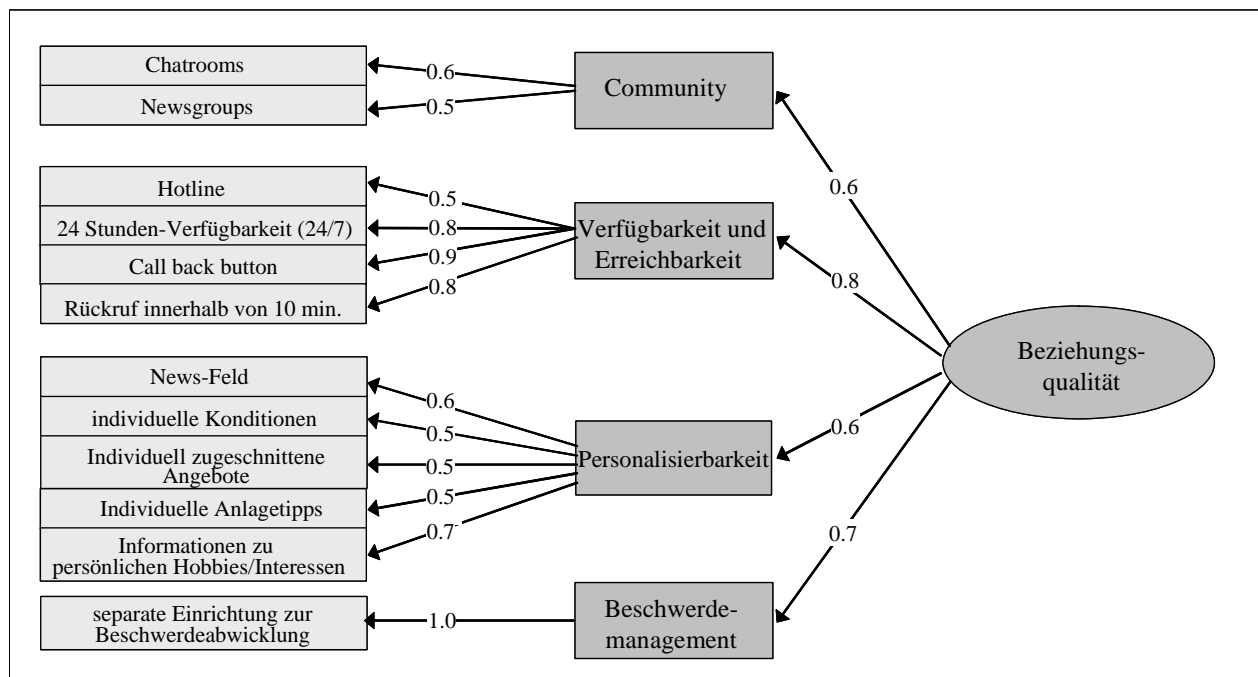 Chatrooms
Newsgroups
0.6
0.5
Community
Hotline
24 Stunden-Verfügbarkeit (24/7)
Call back button
Rückruf innerhalb von 10 min.
0.5
0.8
0.9
0.8
Verfügbarkeit und
Erreichbarkeit
News-Feld
individuelle Konditionen
Individuell zugeschnittene
Angebote
Individuelle Anlagetipps
Informationen zu
persönlichen Hobbies/Interessen
0.6
0.5
0.5
0.5
0.7
Personalisierbarkeit
separate Einrichtung zur
Beschwerdeabwicklung
1.0
Beschwerde-
management
0.6
0.8
0.6
0.7
Beziehungs-
qualität